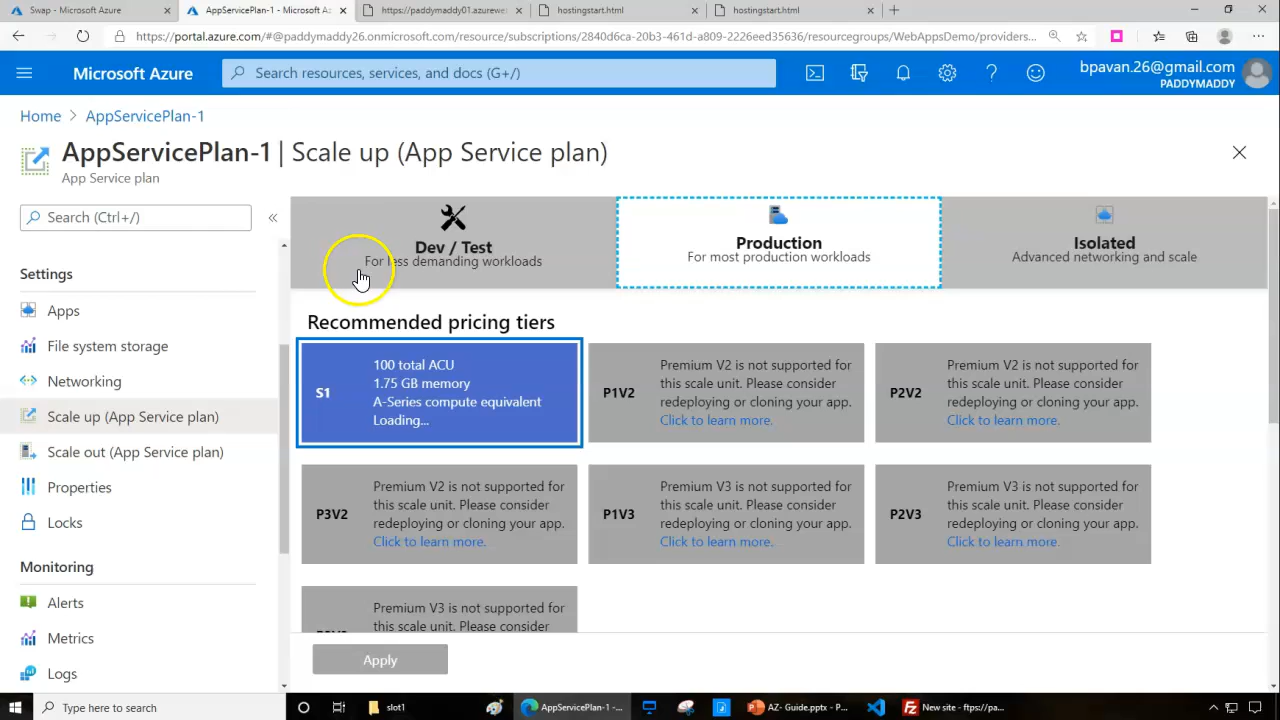 Swap - Microsoft Azure
AppServicePlan-1 - Microsoft Az
https://paddymaddy01.azurewe
hostingstart.html
hostingstart.html
https://portal.azure.com/#@paddymaddy26.onmicrosoft.com/resource/subscriptions/2840d6ca-20b3-461d-a809-2226eed35636/resourcegroups/WebAppsDemo/providers...
Microsoft Azure
Search resources, services, and docs (G+/)
bpavan.26@gmail.com
PADDYMADDY
Home > AppServicePlan-1
AppServicePlan-1 | Scale up (App Service plan)
App Service plan
Search (Ctrl+/)
«
Settings
Apps
File system storage
Networking
Scale up (App Service plan)
Scale out (App Service plan)
Properties
Locks
Monitoring
Alerts
Metrics
Logs
Dev / Test
For less demanding workloads
Production
For most production workloads
Isolated
Advanced networking and scale
Recommended pricing tiers
S1
100 total ACU
1.75 GB memory
A-Series compute equivalent
Loading...
P1V2
Premium V2 is not supported for
this scale unit. Please consider
redeploying or cloning your app.
Click to learn more.
P2V2
Premium V2 is not supported for
this scale unit. Please consider
redeploying or cloning your app.
Click to learn more.
P3V2
Premium V2 is not supported for
this scale unit. Please consider
redeploying or cloning your app.
Click to learn more.
P1V3
Premium V3 is not supported for
this scale unit. Please consider
redeploying or cloning your app.
Click to learn more.
P2V3
Premium V3 is not supported for
this scale unit. Please consider
redeploying or cloning your app.
Click to learn more.
Premium V3 is not supported for
this scale unit. Please consider
Apply
Type here to search
slot1
AppServicePlan-1 -...
AZ- Guide.pptx - P...
New site - ftps://pa...